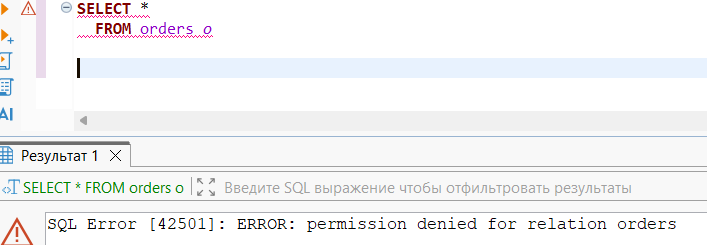 SELECT *
FROM orders o
AI
Результат 1
T SELECT * FROM orders o Введите SQL выражение чтобы отфильтровать результаты
SQL Error [42501]: ERROR: permission denied for relation orders